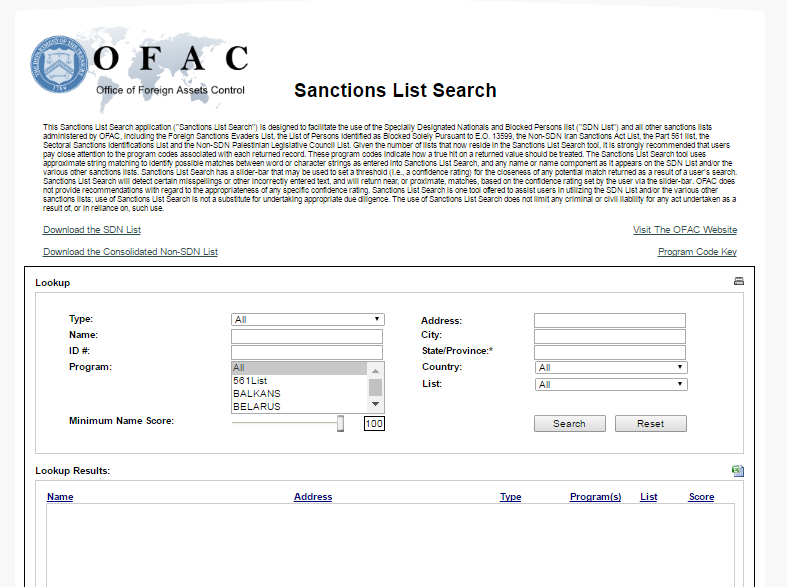 O F A C
Office of Foreign Assets Control
Sanctions List Search
This Sanctions List Search application ("Sanctions List Search") is designed to facilitate the use of the Specially Designated Nationals and Blocked Persons list ("SDN List") and all other sanctions lists
administered by OFAC, including the Foreign Sanctions Evaders List, the List of Persons Identified as Blocked Solely Pursuant to E.O. 13599, the Non-SDN Iran Sanctions Act List, the Part 561 list, the
Sectoral Sanctions Identifications List and the Non-SDN Palestinian Legislative Council List. Given the number of lists that now reside in the Sanctions List Search tool, it is strongly recommended that users
pay close attention to the program codes associated with each returned record. These program codes indicate how a true hit on a returned value should be treated. The Sanctions List Search tool uses
approximate string matching to identify possible matches between word or character strings as entered into Sanctions List Search, and any name or name component as it appears on the SDN List and/or the
various other sanctions lists. Sanctions List Search has a slider-bar that may be used to set a threshold (i.e., a confidence rating) for the closeness of any potential match returned as a result of a user's search.
Sanctions List Search will detect certain misspellings or other incorrectly entered text, and will return near, or proximate, matches, based on the confidence rating set by the user via the slider-bar. OFAC does
not provide recommendations with regard to the appropriateness of any specific confidence rating. Sanctions List Search is one tool offered to assist users in utilizing the SDN List and/or the various other
sanctions lists; use of Sanctions List Search is not a substitute for undertaking appropriate due diligence. The use of Sanctions List Search does not limit any criminal or civil liability for any act undertaken as a
result of, or in reliance on, such use.
Download the SDN List
Visit The OFAC Website
Download the Consolidated Non-SDN List
Program Code Key
Lookup
Type: All
Address:
Name:
City:
ID #:
State/Province:*
Program: All
Country: All
561List
List: All
BALKANS
BELARUS
Minimum Name Score: 100
Search Reset
Lookup Results:
Name Address Type Program(s) List Score